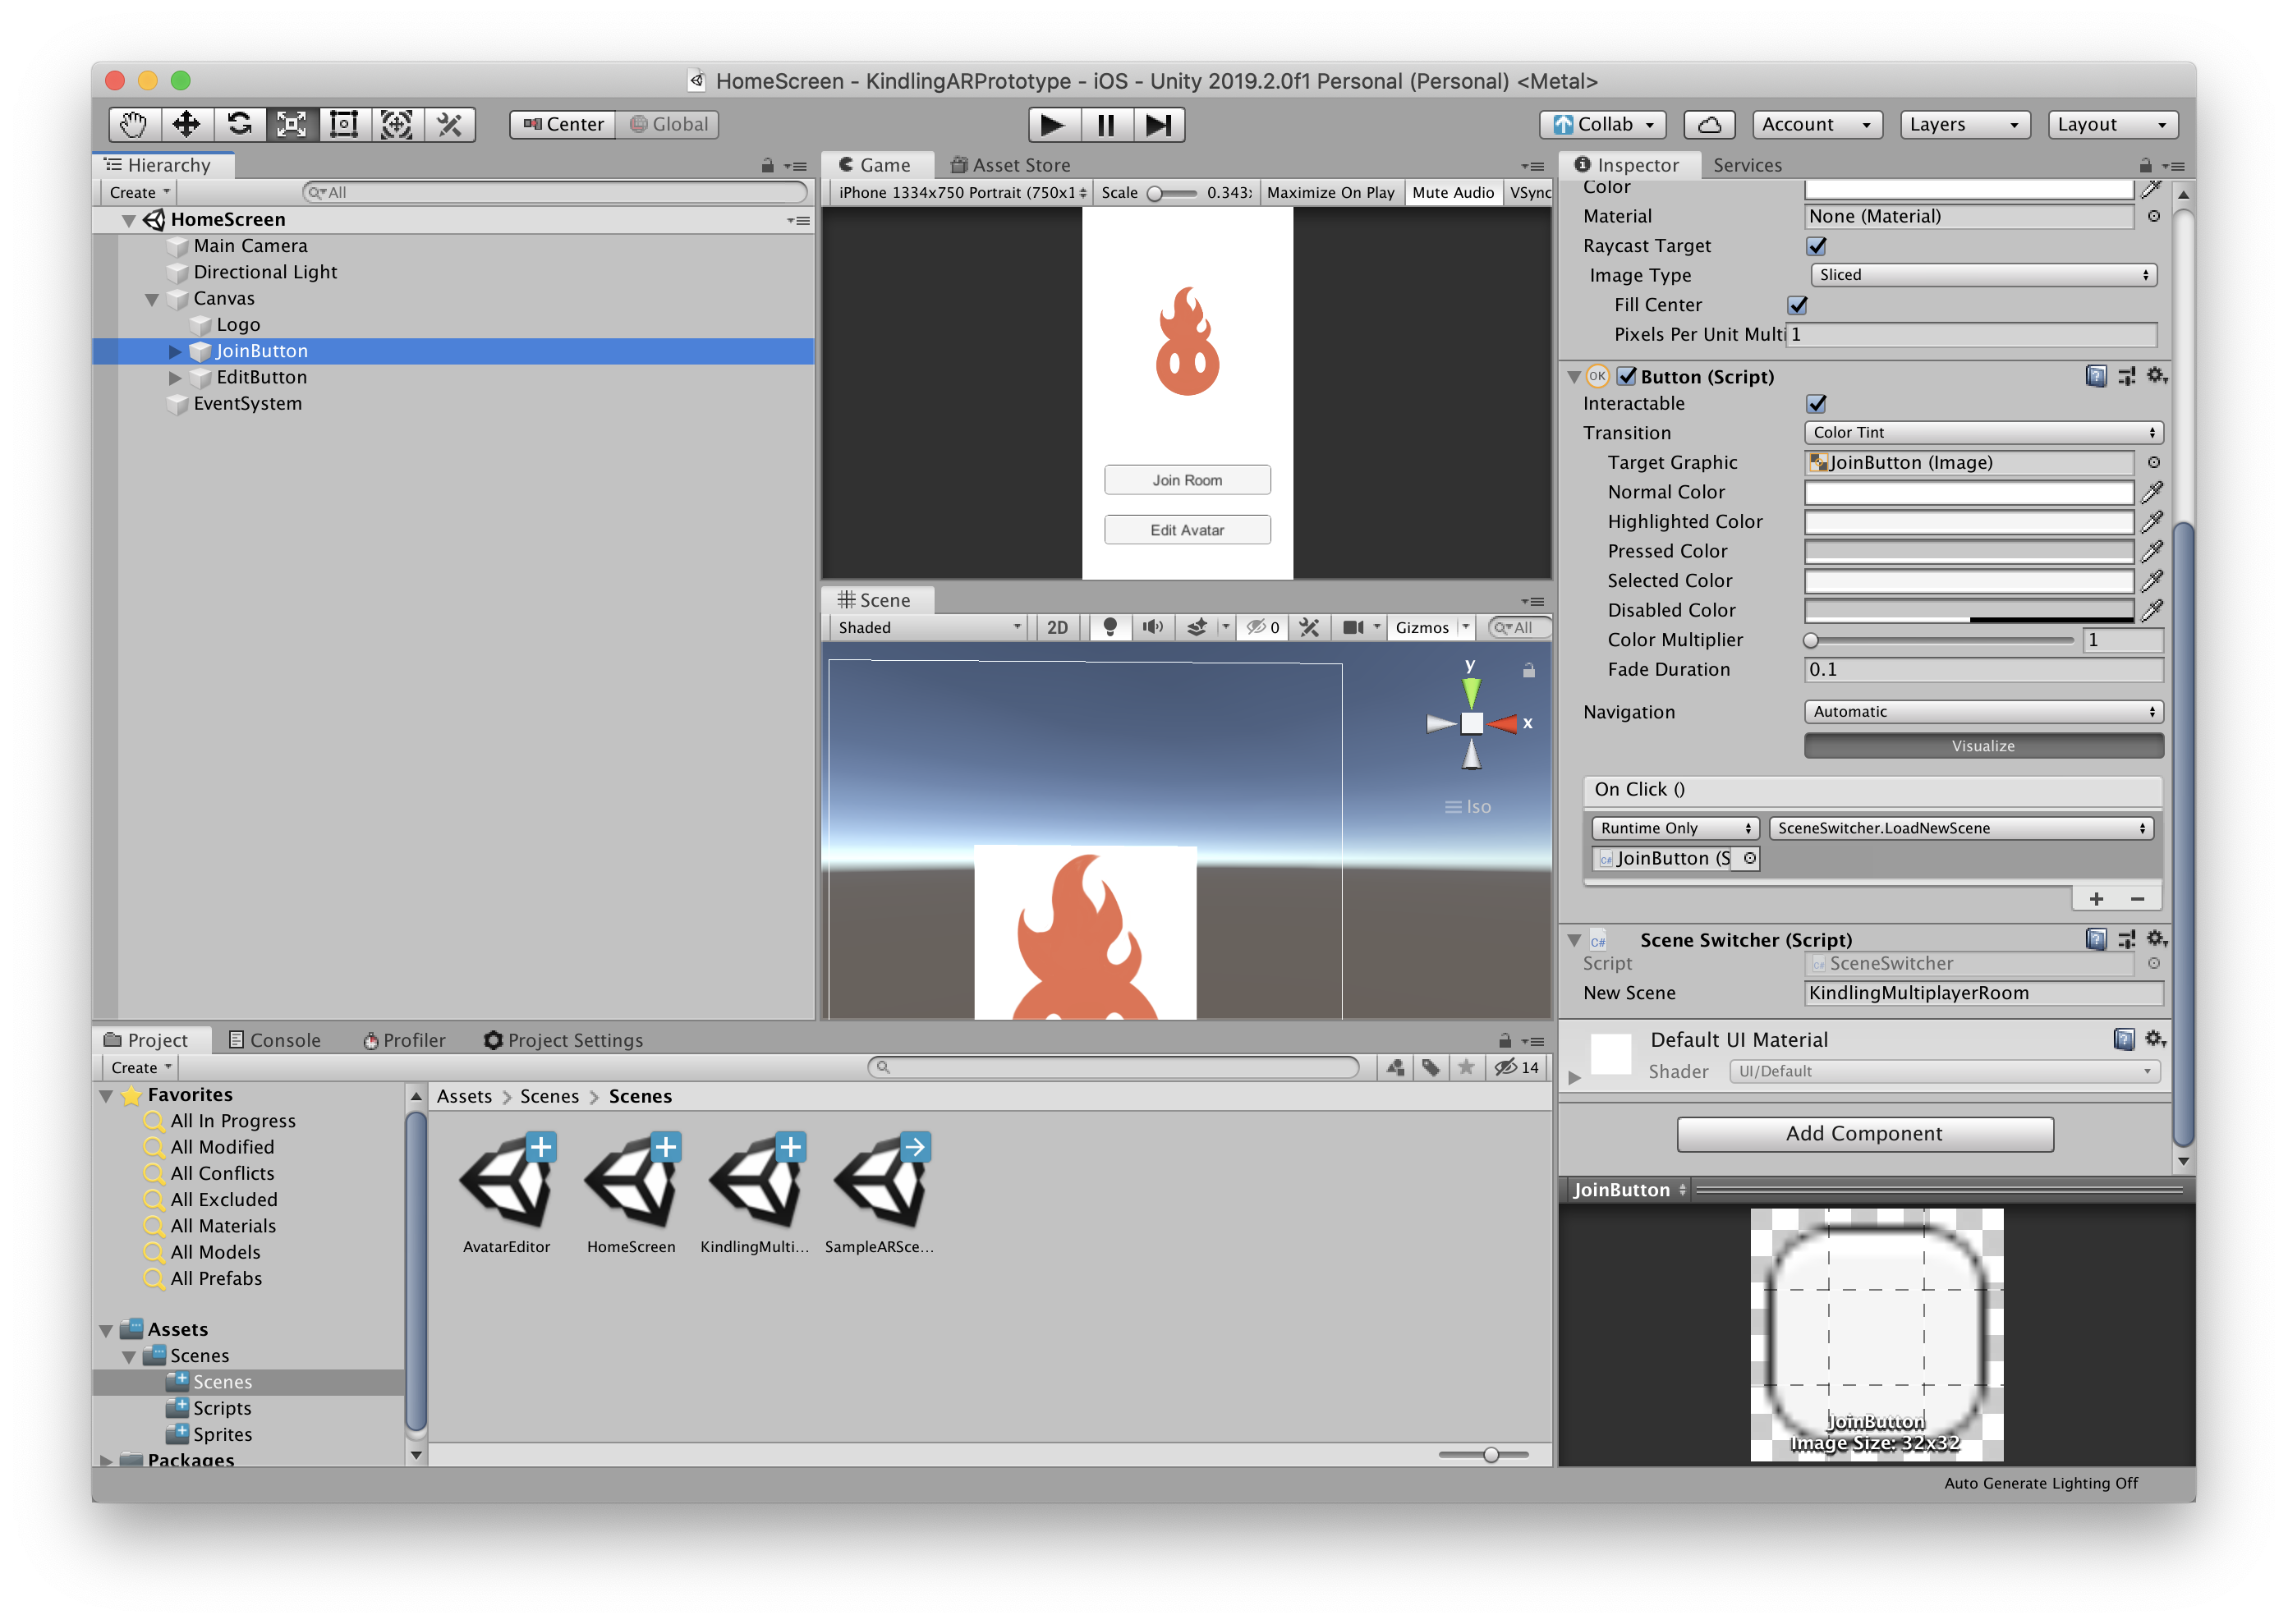 HomeScreen - KindlingARPrototype - iOS - Unity 2019.2.0f1 Personal (Personal) <Metal>
Center Global
Collab Account Layers Layout
Hierarchy
Create All
HomeScreen
Main Camera
Directional Light
Canvas
Logo
JoinButton
EditButton
EventSystem
Game Asset Store
iPhone 1334x750 Portrait (750x1 Scale 0.343 Maximize On Play Mute Audio VSync
Join Room
Edit Avatar
Scene
Shaded 2D 0 Gizmos All
y
x
Iso
Inspector Services
Color
Material None (Material)
Raycast Target
Image Type Sliced
Fill Center
Pixels Per Unit Multi 1
OK Button (Script)
Interactable
Transition Color Tint
Target Graphic JoinButton (Image)
Normal Color
Highlighted Color
Pressed Color
Selected Color
Disabled Color
Color Multiplier 1
Fade Duration 0.1
Navigation Automatic
Visualize
On Click ()
Runtime Only SceneSwitcher.LoadNewScene
c# JoinButton (S
+ −
C# Scene Switcher (Script)
Script c# SceneSwitcher
New Scene KindlingMultiplayerRoom
Default UI Material
Shader UI/Default
Add Component
JoinButton
JoinButton
Image Size: 32x32
Project Console Profiler Project Settings
Create 14
Favorites
All In Progress
All Modified
All Conflicts
All Excluded
All Materials
All Models
All Prefabs
Assets
Scenes
Scenes
Scripts
Sprites
Packages
Assets > Scenes > Scenes
AvatarEditor HomeScreen KindlingMulti... SampleARSce...
Auto Generate Lighting Off